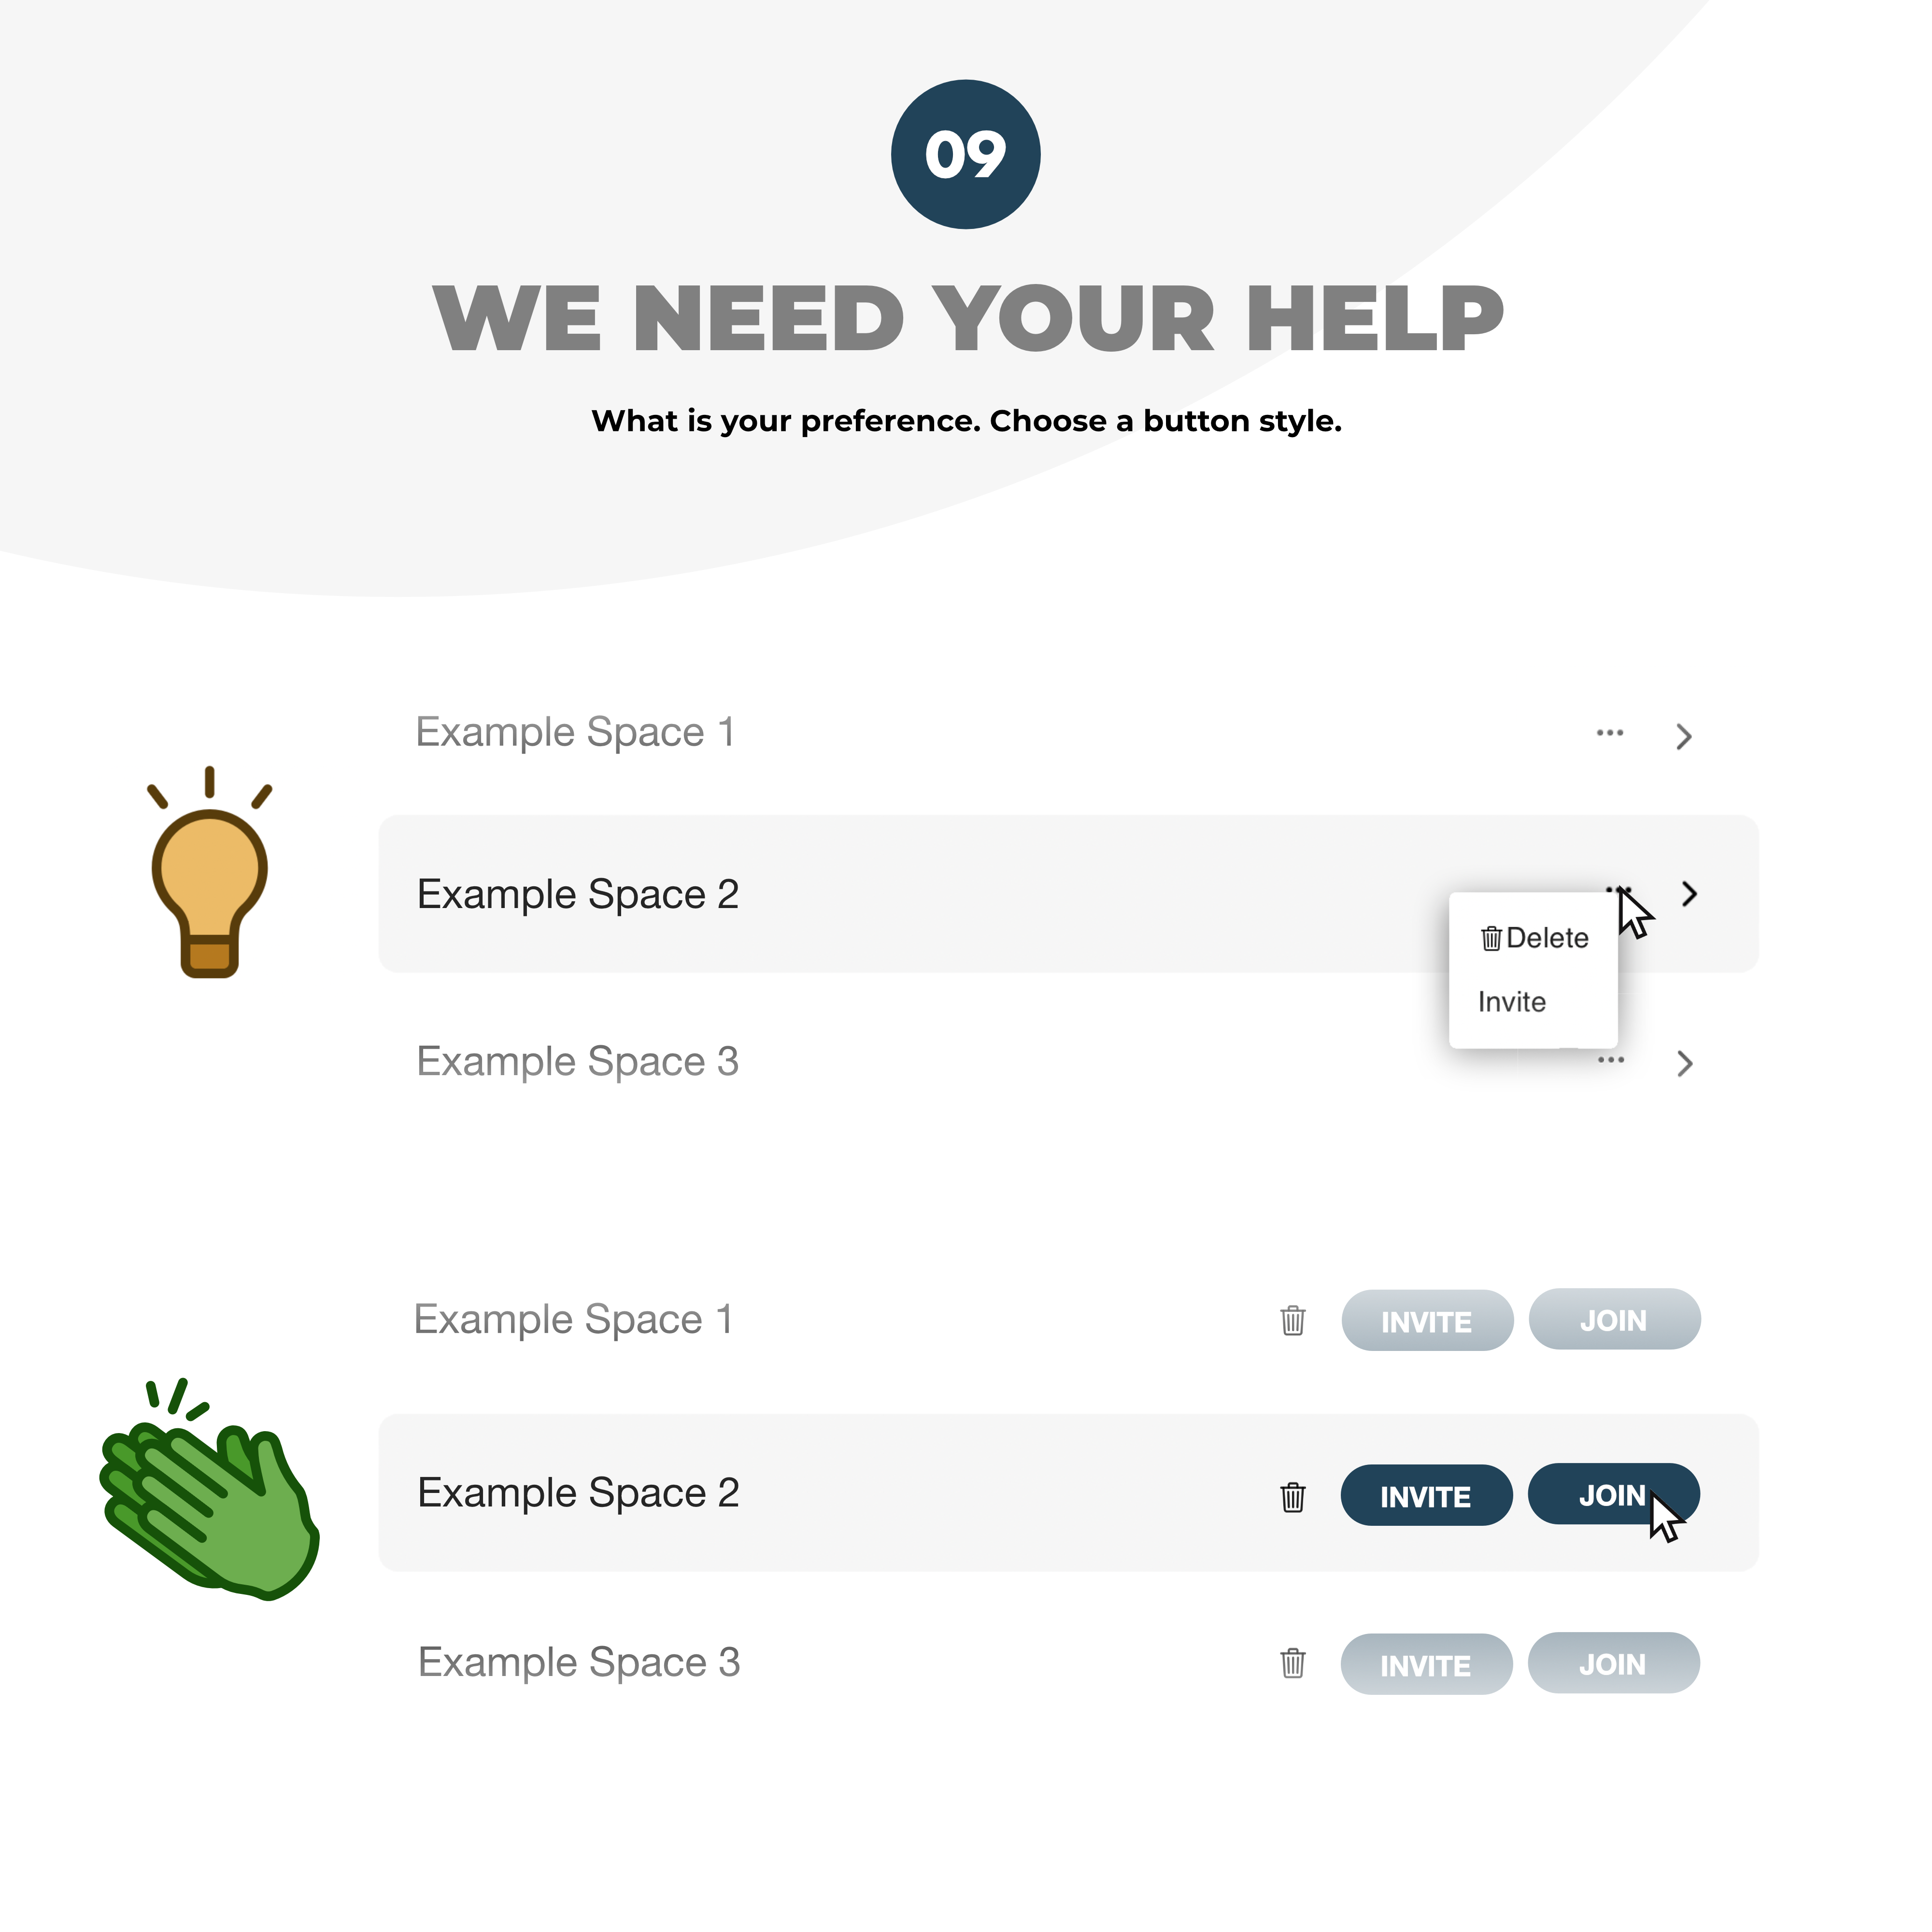 09
WE NEED YOUR HELP
What is your preference. Choose a button style.
Example Space 1
Example Space 2
Delete
Invite
Example Space 3
Example Space 1 INVITE JOIN
Example Space 2 INVITE JOIN
Example Space 3 INVITE JOIN